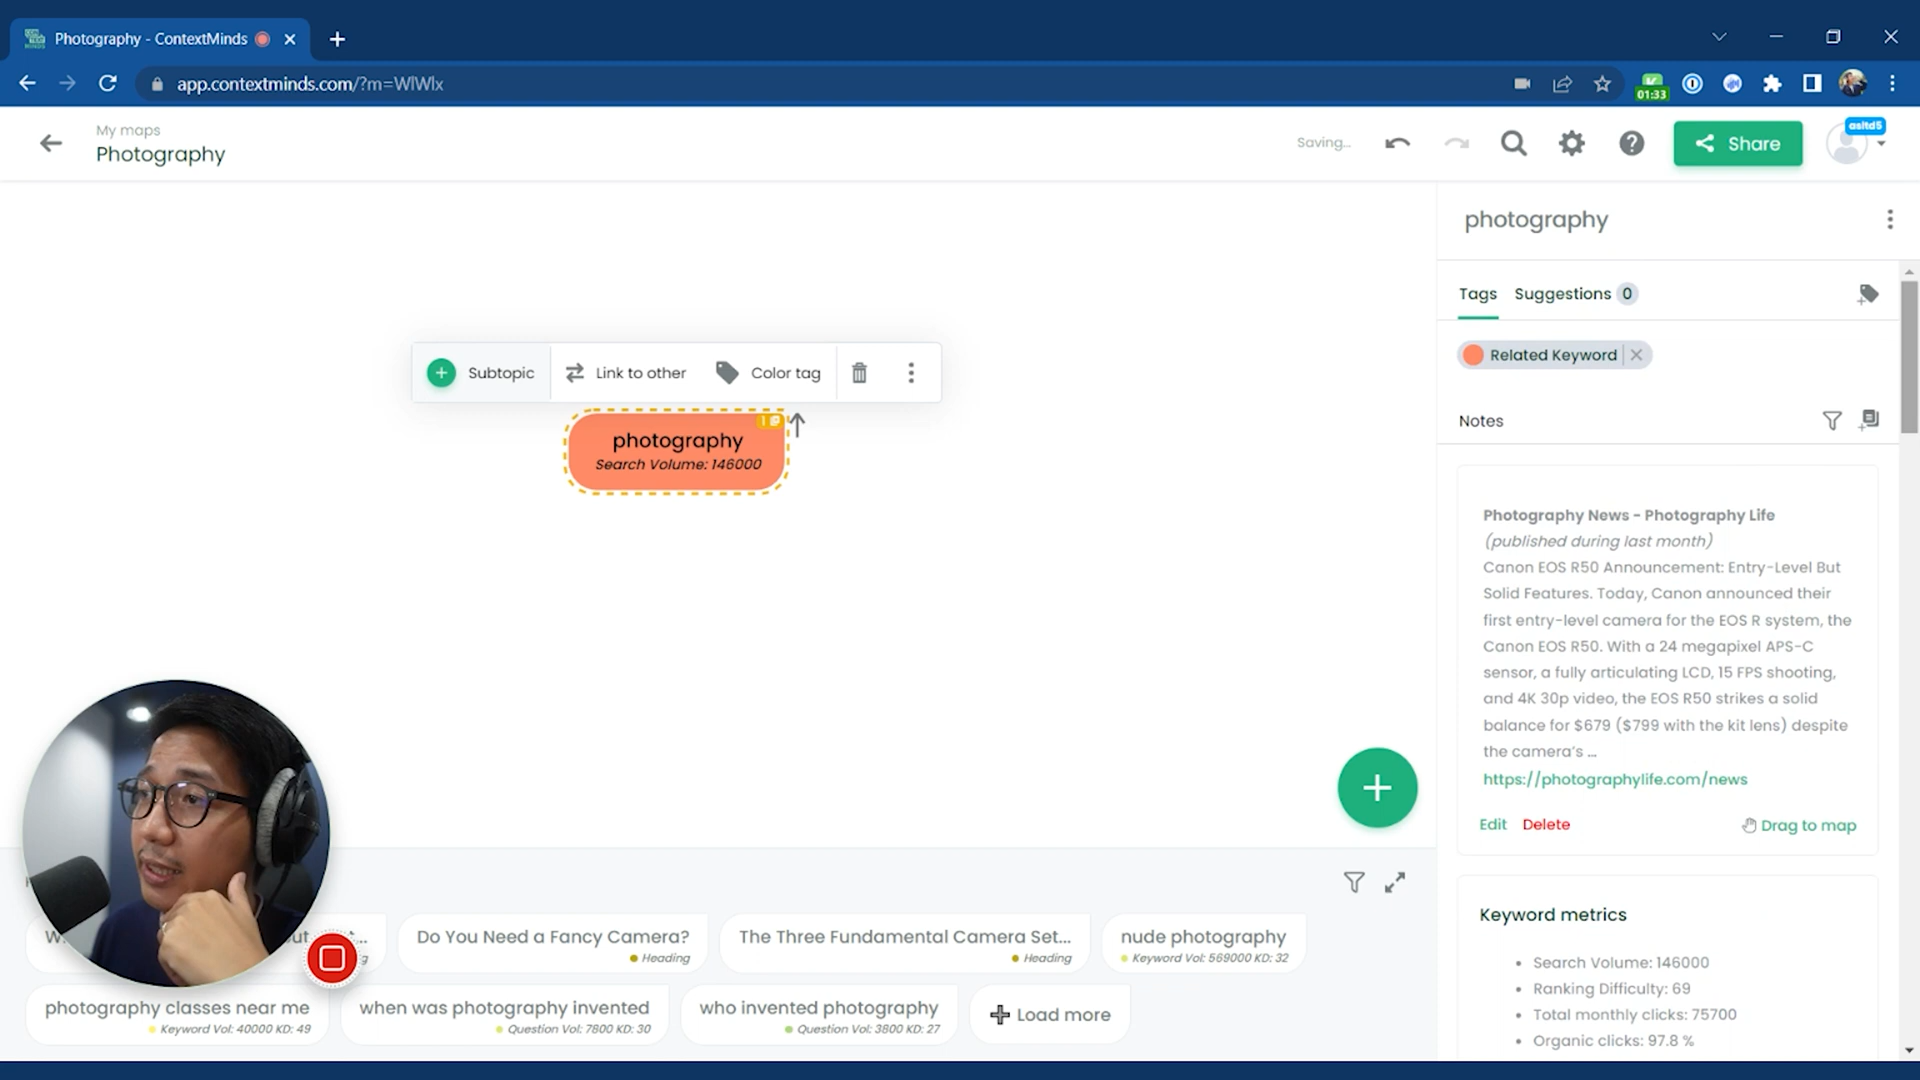 Photography - ContextMinds
app.contextminds.com/?m=WlWlx
01:33
My maps
Photography
Saving...
Share
asltd5
photography
Tags
Suggestions 0
Related Keyword
Notes
Subtopic
Link to other
Color tag
1
photography
Search Volume: 146000
Photography News - Photography Life
(published during last month)
Canon EOS R50 Announcement: Entry-Level But
Solid Features. Today, Canon announced their
first entry-level camera for the EOS R system, the
Canon EOS R50. With a 24 megapixel APS-C
sensor, a fully articulating LCD, 15 FPS shooting,
and 4K 30p video, the EOS R50 strikes a solid
balance for $679 ($799 with the kit lens) despite
the camera's ...
https://photographylife.com/news
Edit
Delete
Drag to map
Keyword metrics
Search Volume: 146000
Ranking Difficulty: 69
Total monthly clicks: 75700
Organic clicks: 97.8 %
Do You Need a Fancy Camera?
Heading
The Three Fundamental Camera Set...
Heading
nude photography
Keyword Vol: 569000 KD: 32
photography classes near me
Keyword Vol: 40000 KD: 49
when was photography invented
Question Vol: 7800 KD: 30
who invented photography
Question Vol: 3800 KD: 27
Load more